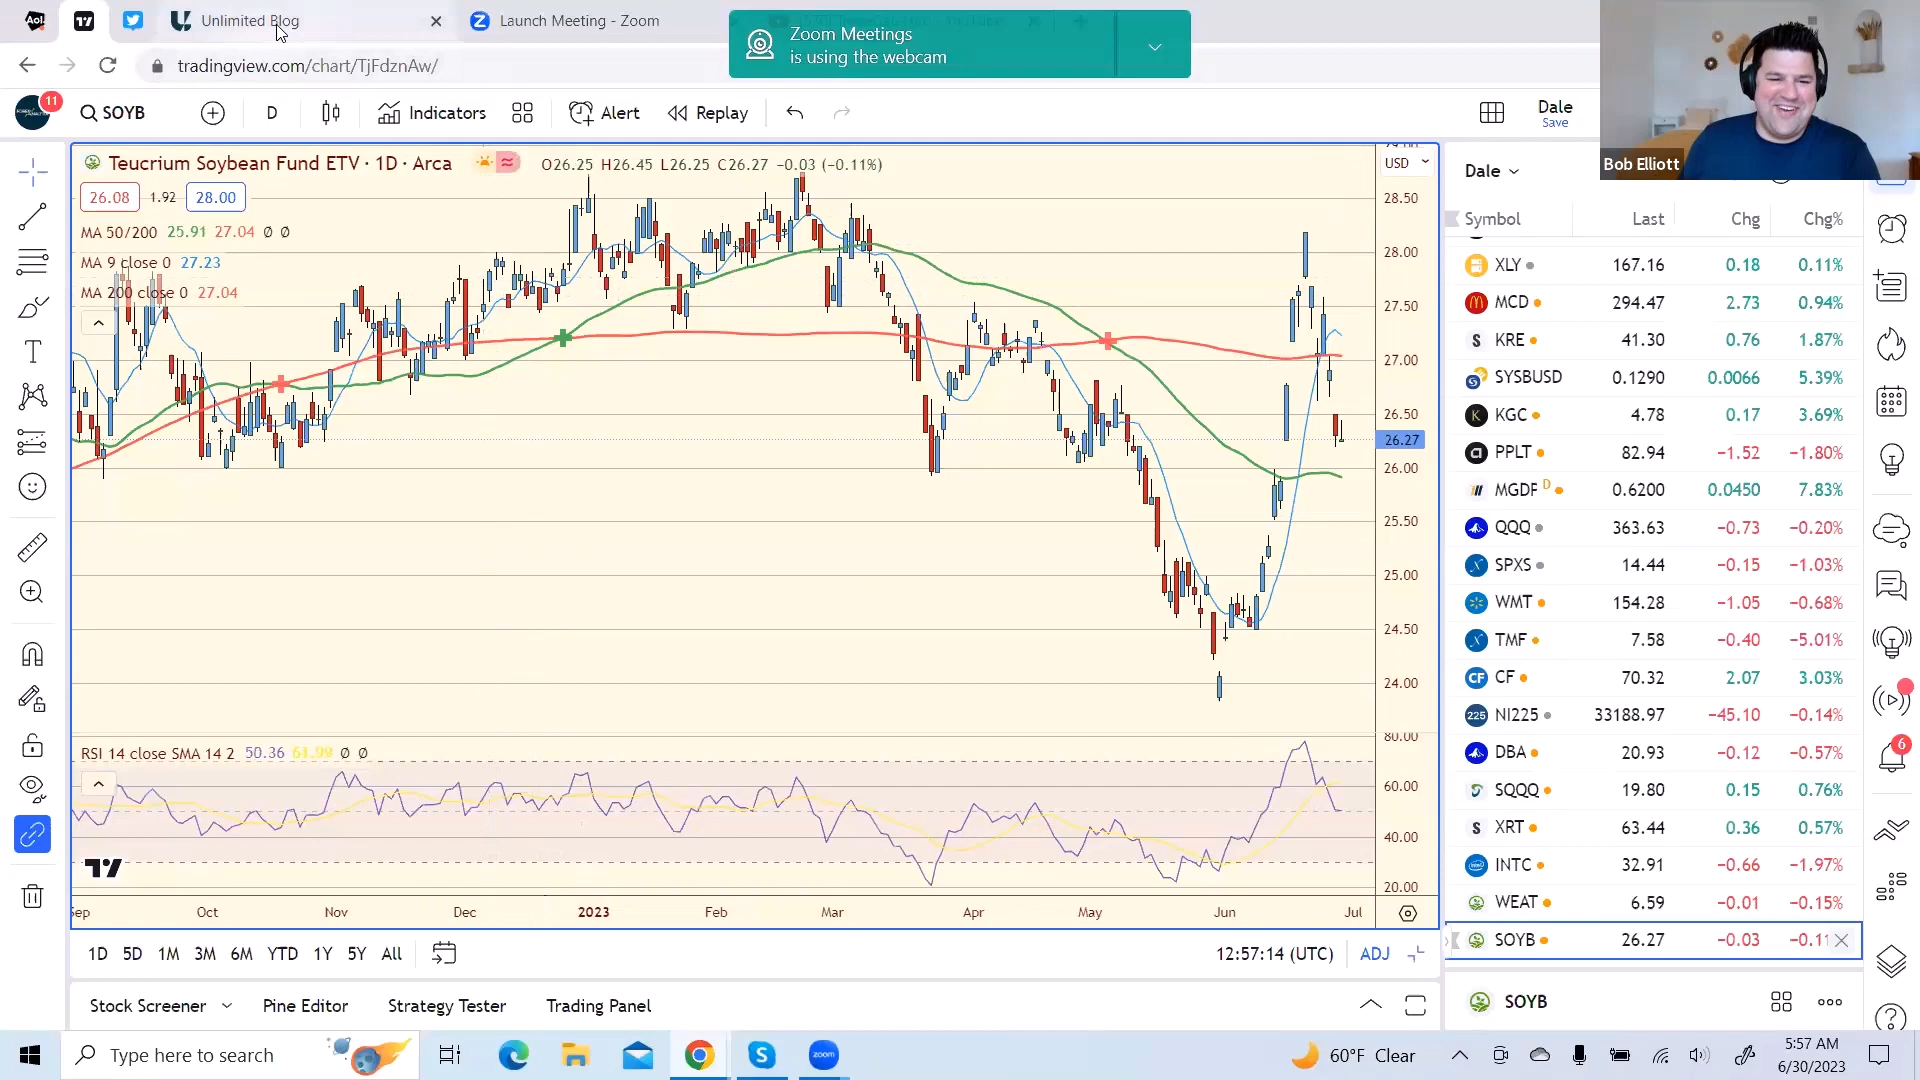 Aol.
Unlimited Blog
Launch Meeting - Zoom
Zoom Meetings
is using the webcam
tradingview.com/chart/TjFdznAw/
11
SOYB
D
Indicators
Alert
Replay
Dale
Save
Bob Elliott
Teucrium Soybean Fund ETV · 1D · Arca
O26.25 H26.45 L26.25 C26.27 −0.03 (−0.11%)
USD
26.08 1.92 28.00
MA 50/200 25.91 27.04 Ø Ø
MA 9 close 0 27.23
MA 200 close 0 27.04
28.50
28.00
27.50
27.00
26.50
26.27
26.00
25.50
25.00
24.50
24.00
RSI 14 close SMA 14 2 50.36 61.99 Ø Ø
80.00
60.00
40.00
20.00
Sep Oct Nov Dec 2023 Feb Mar Apr May Jun Jul
1D 5D 1M 3M 6M YTD 1Y 5Y All
12:57:14 (UTC) ADJ
Stock Screener Pine Editor Strategy Tester Trading Panel
Dale
Symbol Last Chg Chg%
XLY 167.16 0.18 0.11%
MCD 294.47 2.73 0.94%
KRE 41.30 0.76 1.87%
SYSBUSD 0.1290 0.0066 5.39%
KGC 4.78 0.17 3.69%
PPLT 82.94 −1.52 −1.80%
MGDF D 0.6200 0.0450 7.83%
QQQ 363.63 −0.73 −0.20%
SPXS 14.44 −0.15 −1.03%
WMT 154.28 −1.05 −0.68%
TMF 7.58 −0.40 −5.01%
CF CF 70.32 2.07 3.03%
225 NI225 33188.97 −45.10 −0.14%
DBA 20.93 −0.12 −0.57%
SQQQ 19.80 0.15 0.76%
XRT 63.44 0.36 0.57%
INTC 32.91 −0.66 −1.97%
WEAT 6.59 −0.01 −0.15%
SOYB 26.27 −0.03 −0.11
SOYB
6
Type here to search
zoom
60°F Clear
5:57 AM
6/30/2023